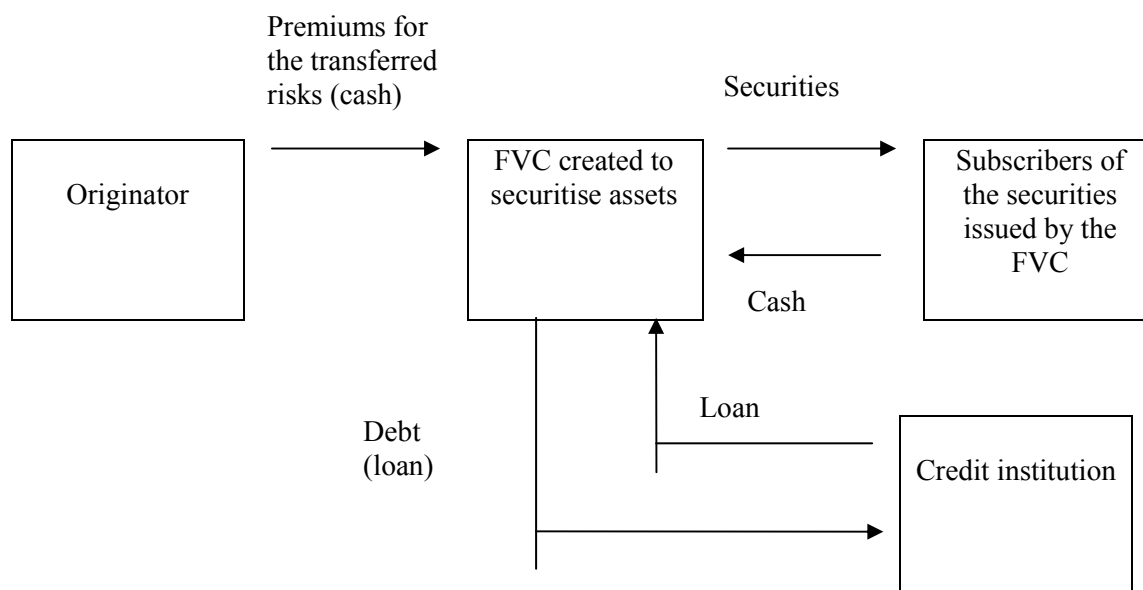 Premiums for
the transferred
risks (cash)
Securities
Originator
FVC created to
securitise assets
Subscribers of
the securities
issued by the
FVC
Cash
Loan
Debt
(loan)
Credit institution